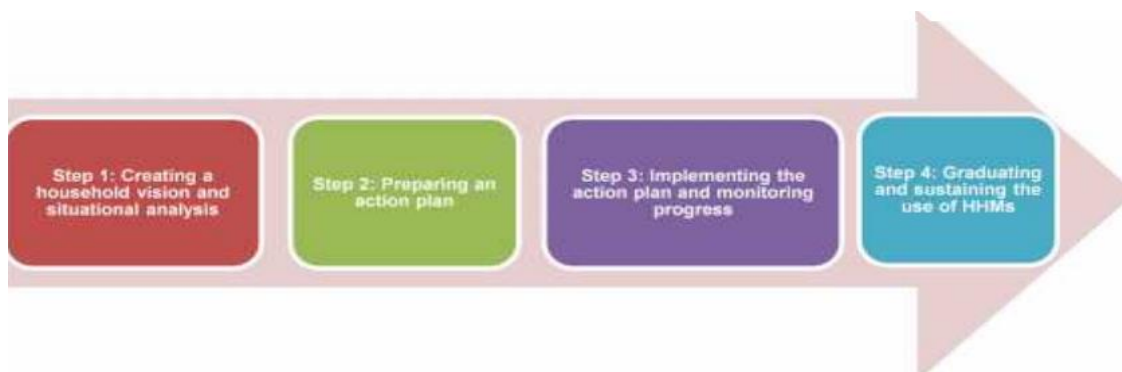 Step 1: Creating a
household vision and
situational analysis
Step 2: Preparing an
action plan
Step 3: Implementing the
action plan and monitoring
progress
Step 4: Graduating
and sustaining the
use of HHMs